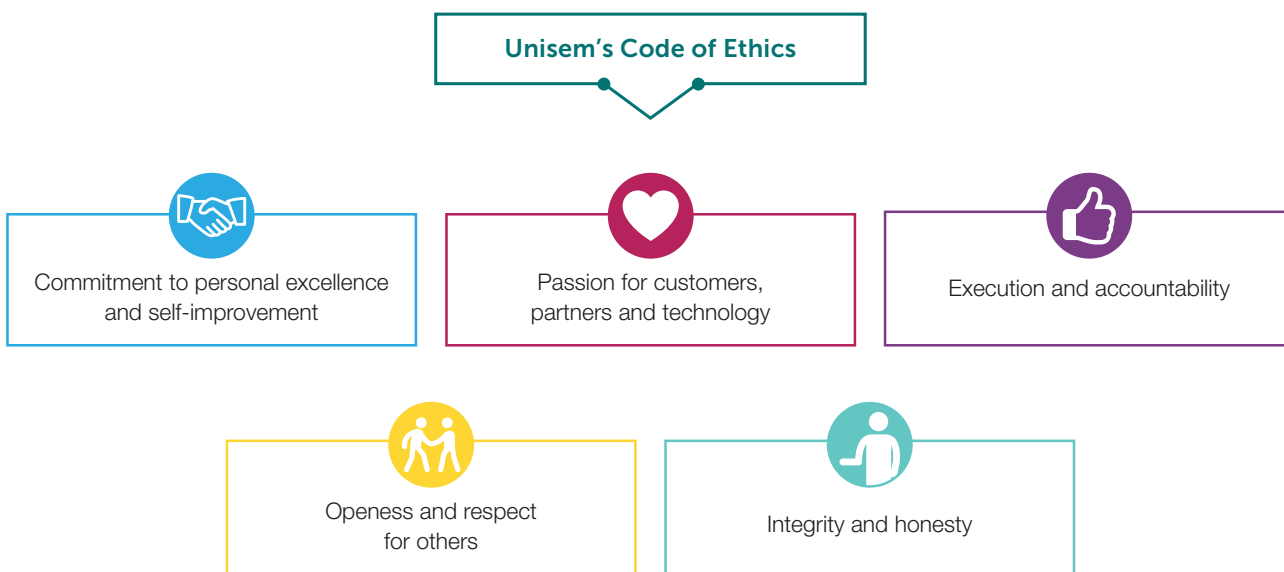 Unisem's Code of Ethics
Commitment to personal excellence
and self-improvement
Passion for customers,
partners and technology
Execution and accountability
Openess and respect
for others
Integrity and honesty